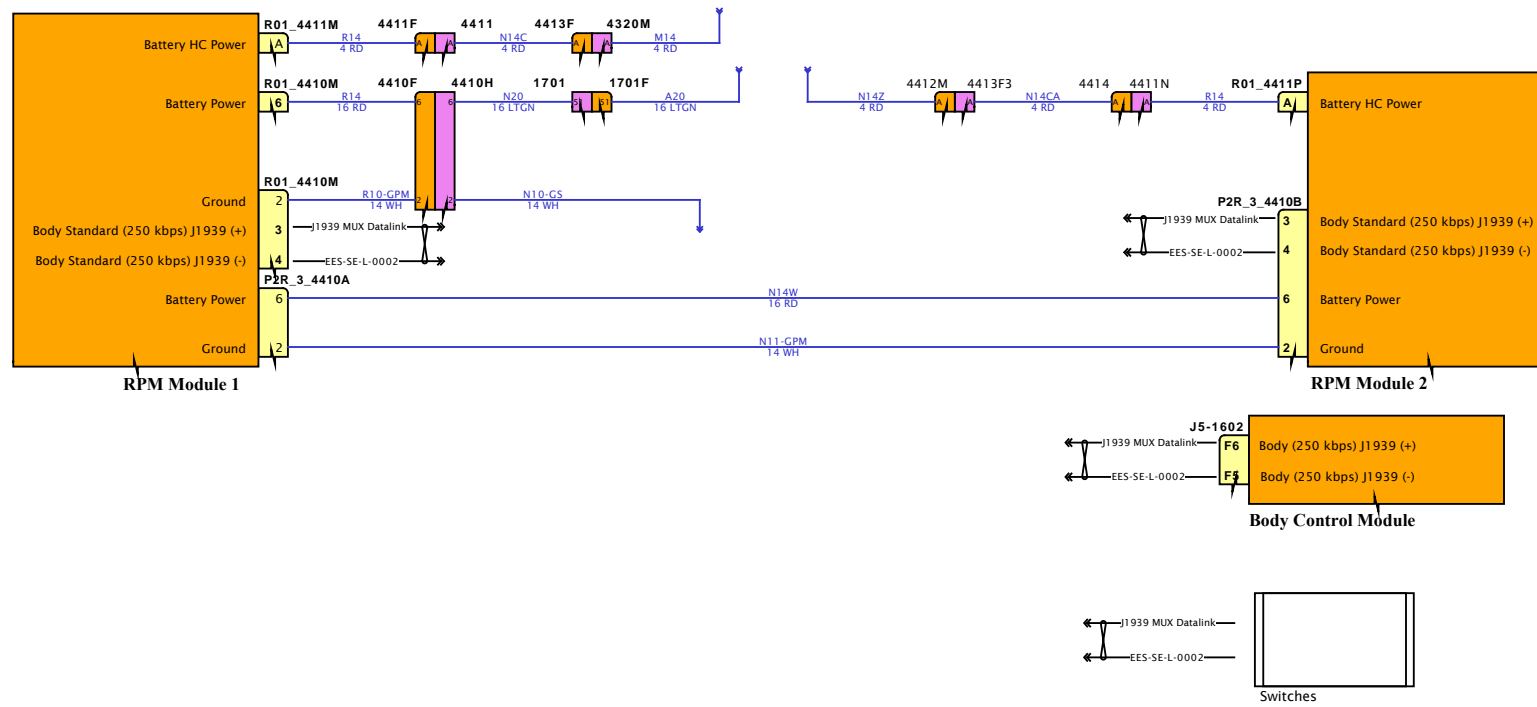 R01_4411M 4411F 4411 4413F 4320M
Battery HC Power A R14 A A N14C A A M14
4 RD 4 RD 4 RD
R01_4410M 4410F 4410H 1701 1701F
Battery Power 6 R14 6 6 N20 51 51 A20
16 RD 16 LTGN 16 LTGN
4412M 4413F3 4414 4411N R01_4411P
N14Z A A N14CA A A R14 A Battery HC Power
4 RD 4 RD 4 RD
R01_4410M
Ground 2 R10-GPM 2 2 N10-GS
14 WH 14 WH
Body Standard (250 kbps) J1939 (+) 3 J1939 MUX Datalink
Body Standard (250 kbps) J1939 (-) 4 EES-SE-L-0002
P2R_3_4410B
J1939 MUX Datalink 3 Body Standard (250 kbps) J1939 (+)
EES-SE-L-0002 4 Body Standard (250 kbps) J1939 (-)
P2R_3_4410A
Battery Power 6 N14W 6 Battery Power
16 RD
Ground 2 N11-GPM 2 Ground
14 WH
RPM Module 1
RPM Module 2
J5-1602
J1939 MUX Datalink F6 Body (250 kbps) J1939 (+)
EES-SE-L-0002 F5 Body (250 kbps) J1939 (-)
Body Control Module
J1939 MUX Datalink
EES-SE-L-0002
Switches